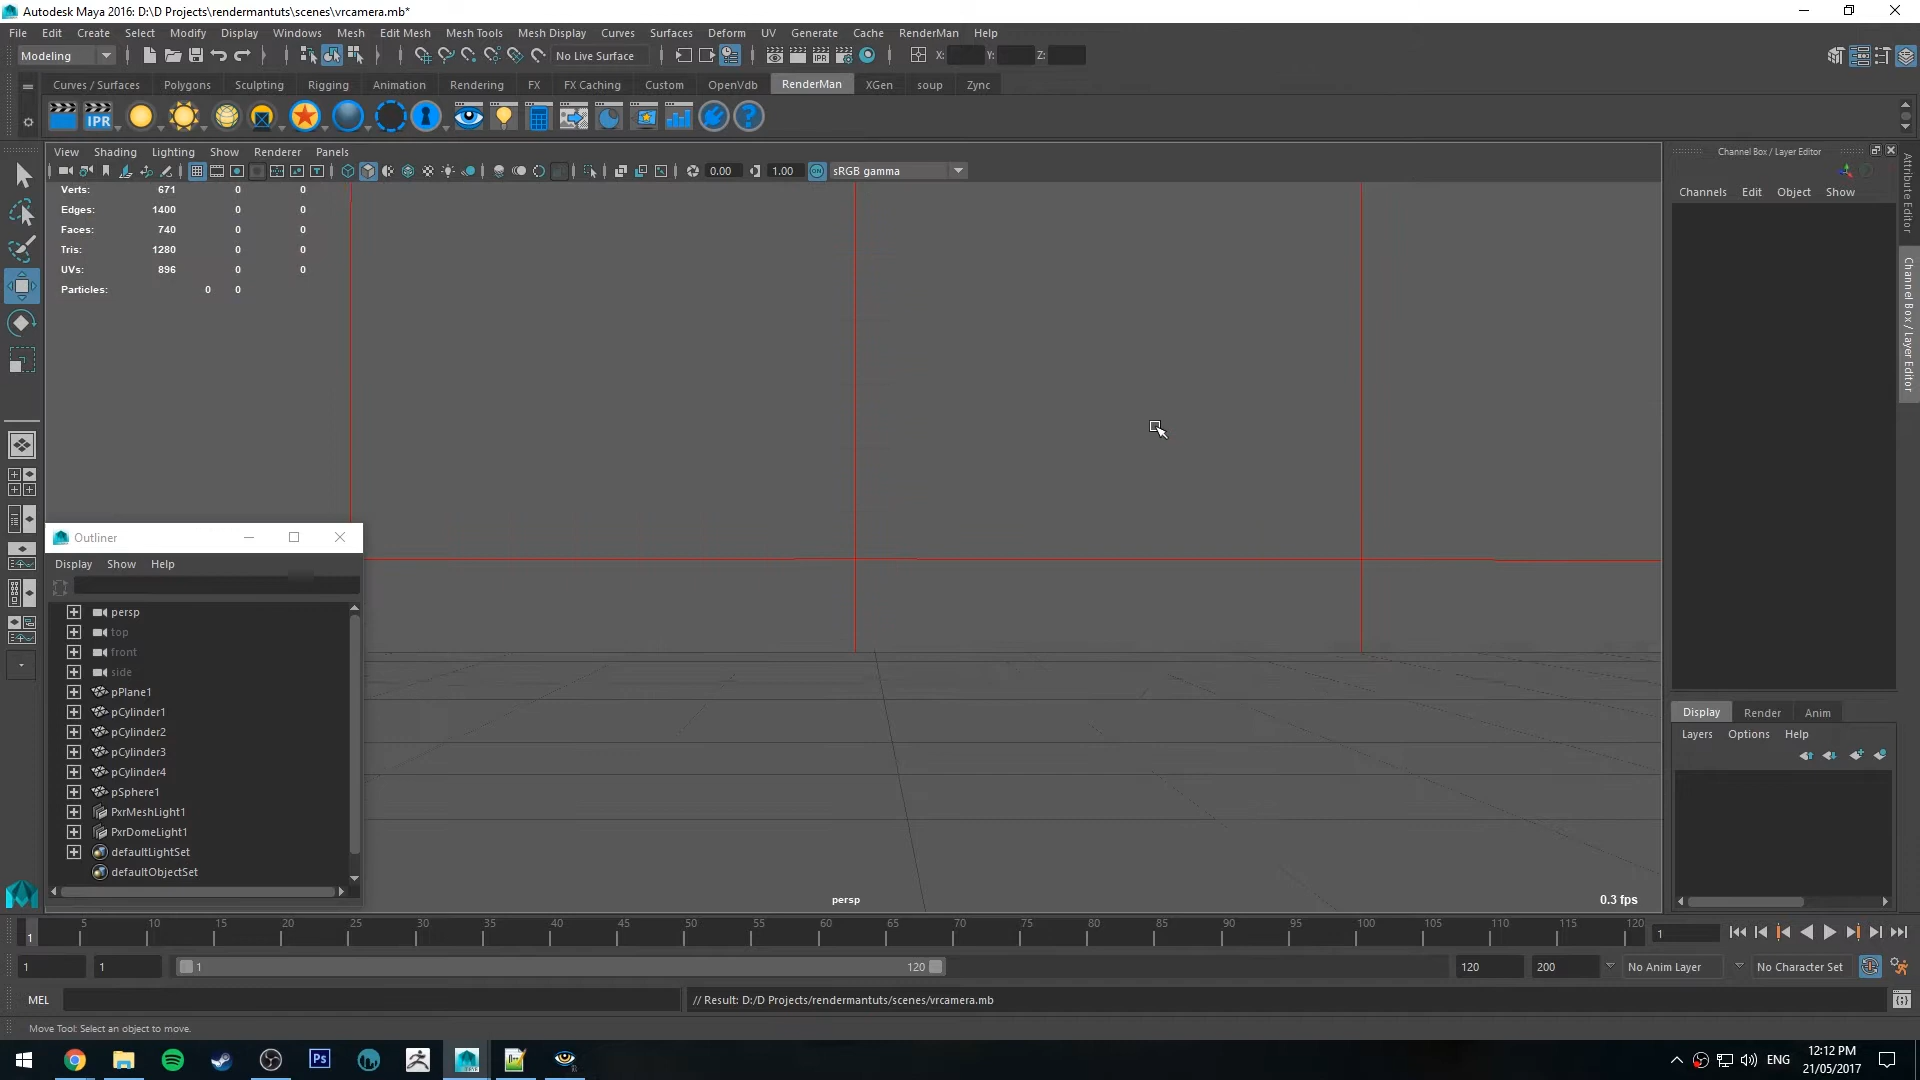 Autodesk Maya 2016: D:\D Projects\rendermantuts\scenes\vrcamera.mb*
File Edit Create Select Modify Display Windows Mesh Edit Mesh Mesh Tools Mesh Display Curves Surfaces Deform UV Generate Cache RenderMan Help
Modeling No Live Surface X: Y: Z:
Curves / Surfaces Polygons Sculpting Rigging Animation Rendering FX FX Caching Custom OpenVdb RenderMan XGen soup Zync
IPR
View Shading Lighting Show Renderer Panels
0.00 1.00 ON sRGB gamma
Verts: 671 0 0
Edges: 1400 0 0
Faces: 740 0 0
Tris: 1280 0 0
UVs: 896 0 0
Particles: 0 0
Outliner
Display Show Help
persp
top
front
side
pPlane1
pCylinder1
pCylinder2
pCylinder3
pCylinder4
pSphere1
PxrMeshLight1
PxrDomeLight1
defaultLightSet
defaultObjectSet
persp
0.3 fps
Channel Box / Layer Editor
Channels Edit Object Show
Attribute Editor
Channel Box / Layer Editor
Display Render Anim
Layers Options Help
1 5 10 15 20 25 30 35 40 45 50 55 60 65 70 75 80 85 90 95 100 105 110 115 120 1
1 1 1 120 120 200 No Anim Layer No Character Set
MEL // Result: D:/D Projects/rendermantuts/scenes/vrcamera.mb
Move Tool: Select an object to move.
Ps
ENG
12:12 PM
21/05/2017